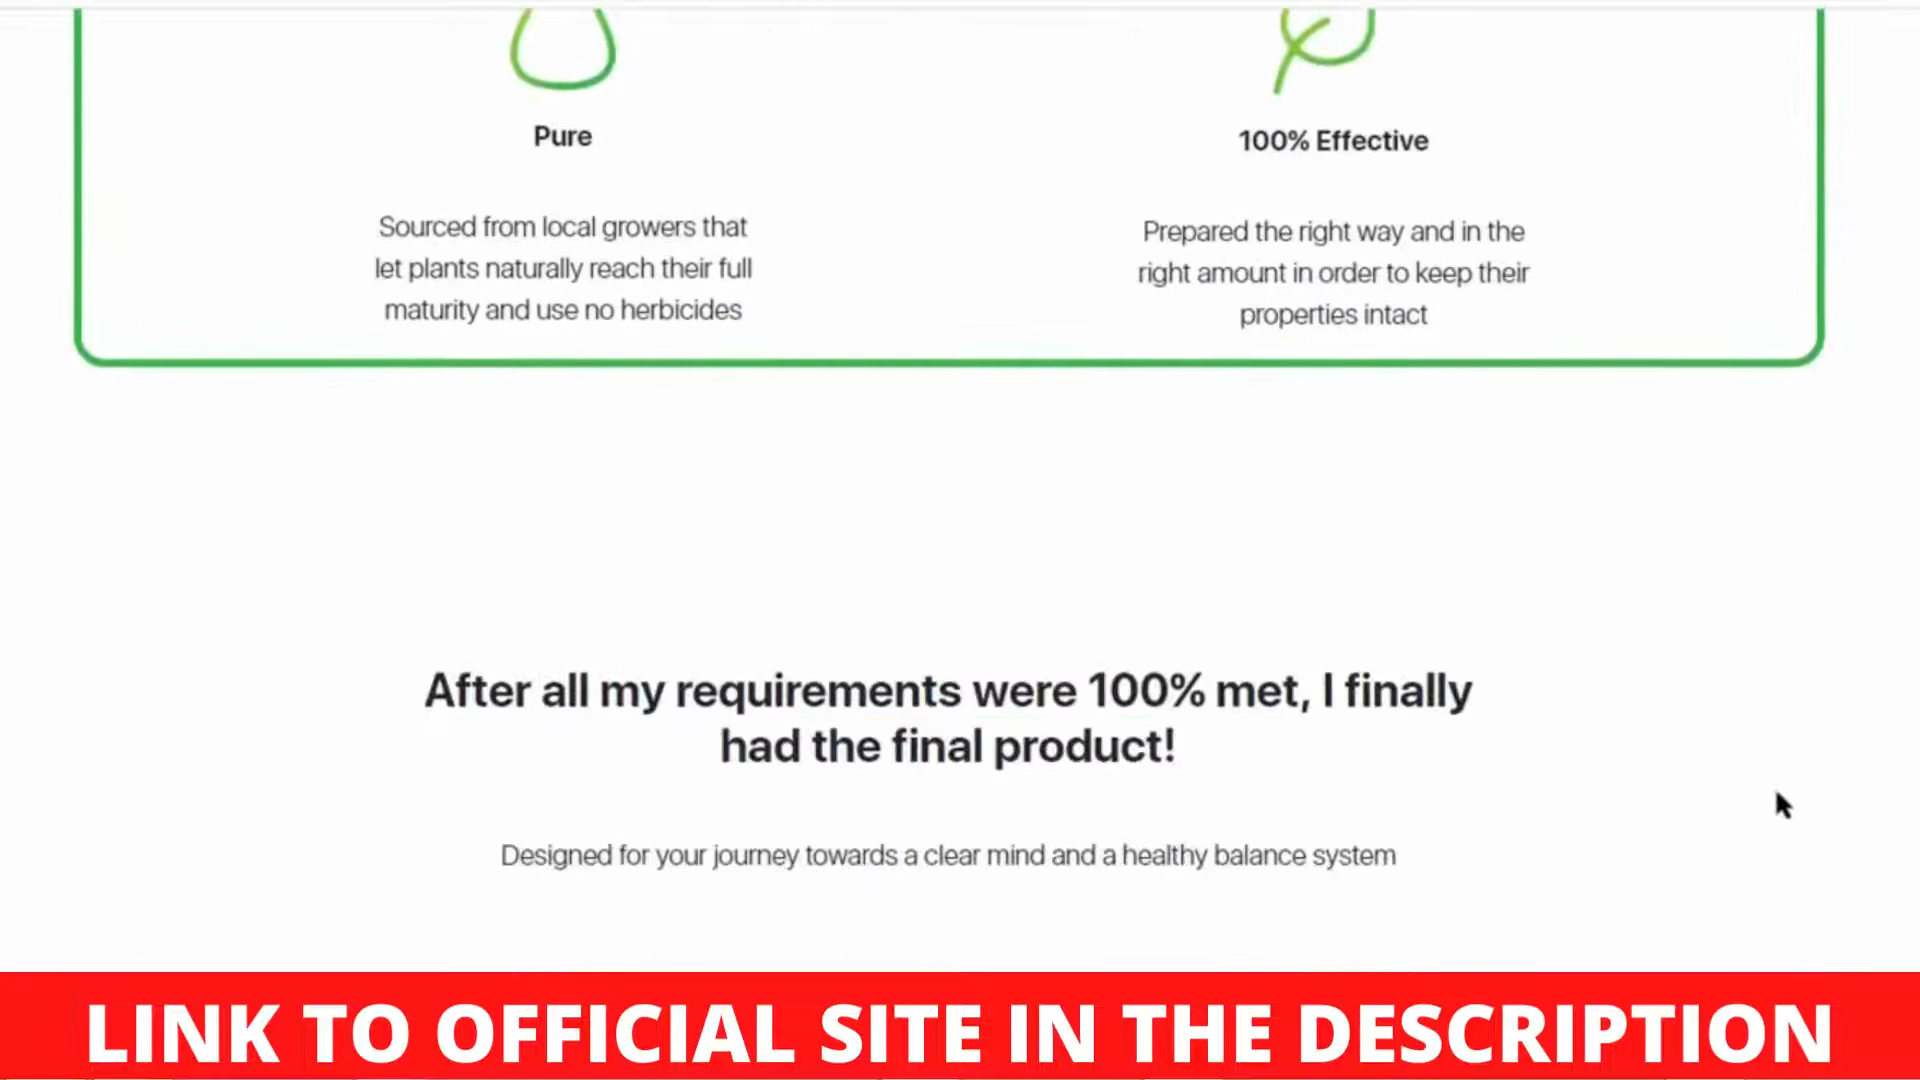 Pure
Sourced from local growers that
let plants naturally reach their full
maturity and use no herbicides
100% Effective
Prepared the right way and in the
right amount in order to keep their
properties intact
After all my requirements were 100% met, I finally
had the final product!
Designed for your journey towards a clear mind and a healthy balance system
LINK TO OFFICIAL SITE IN THE DESCRIPTION